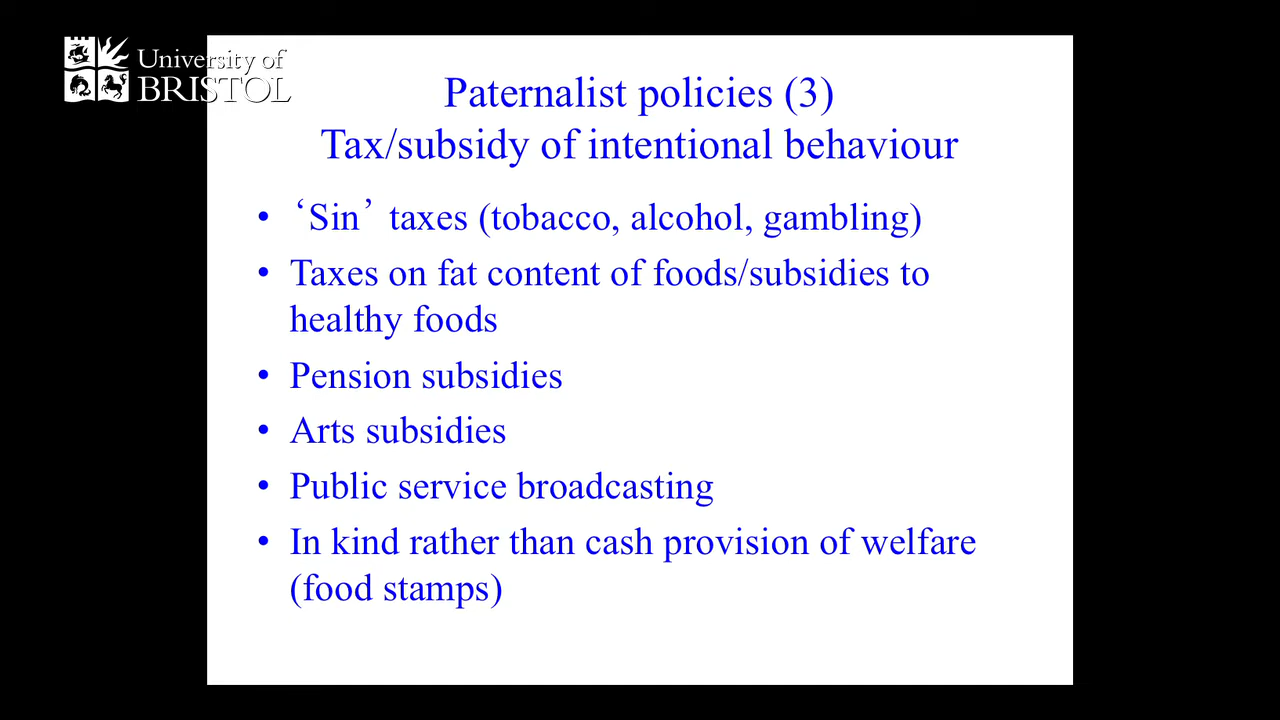 University of
BRISTOL
Paternalist policies (3)
Tax/subsidy of intentional behaviour
• ‘Sin’ taxes (tobacco, alcohol, gambling)
• Taxes on fat content of foods/subsidies to
healthy foods
• Pension subsidies
• Arts subsidies
• Public service broadcasting
• In kind rather than cash provision of welfare
(food stamps)